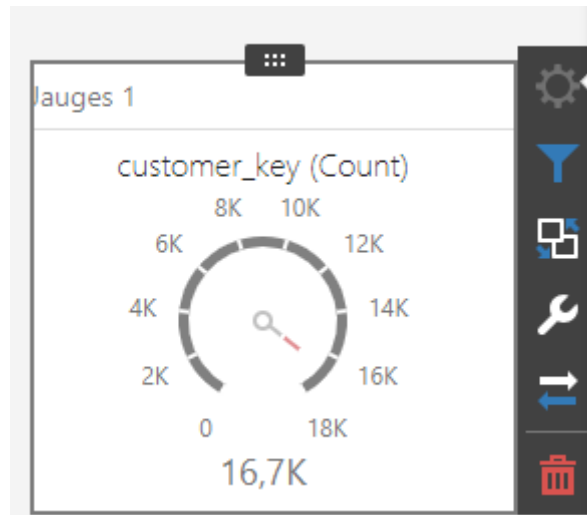 Jauges 1
customer_key (Count)
8K 10K
6K 12K
4K 14K
2K 16K
0 18K
16,7K